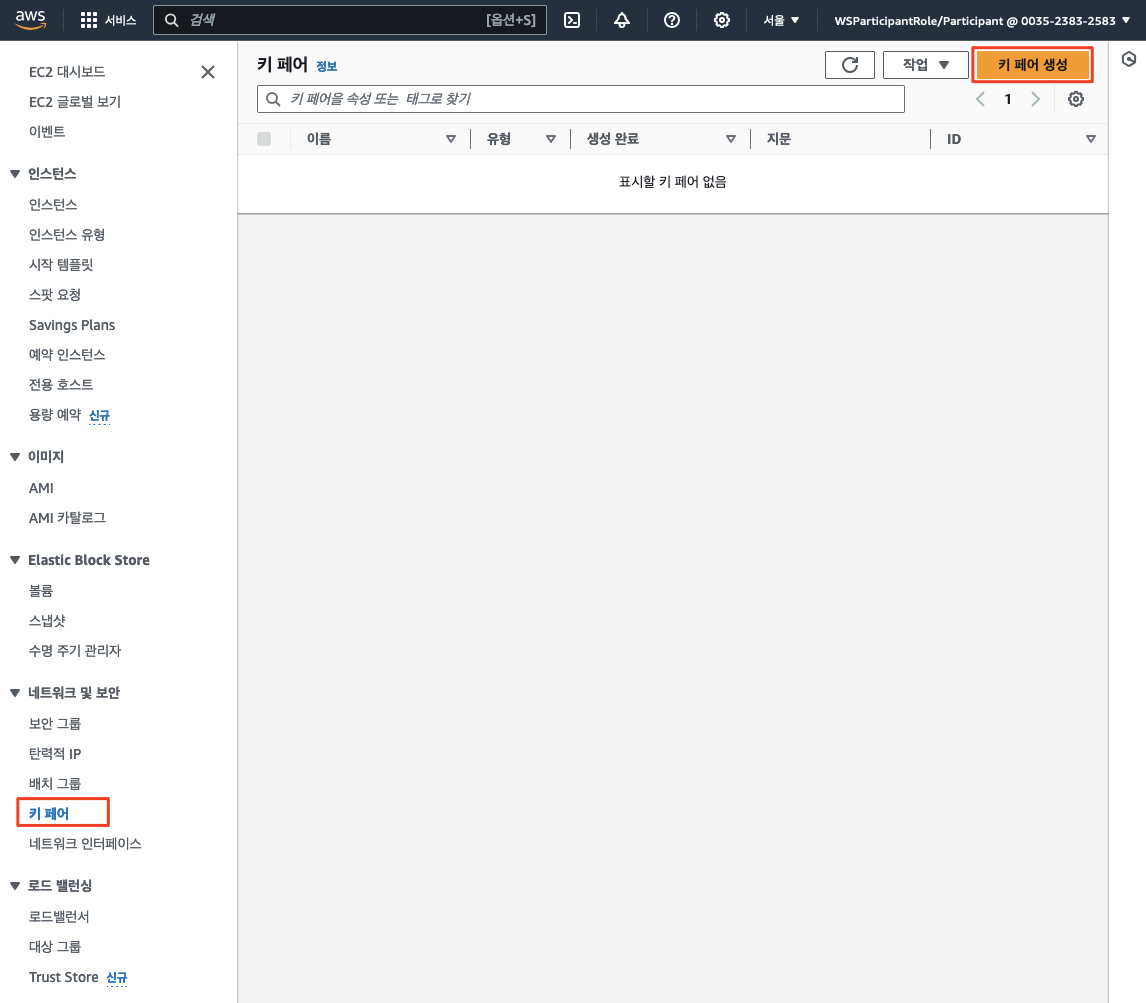 aws 서비스 검색 [옵션+S] 서울 WSParticipantRole/Participant @ 0035-2383-2583
EC2 대시보드
EC2 글로벌 보기
이벤트
인스턴스
인스턴스
인스턴스 유형
시작 템플릿
스팟 요청
Savings Plans
예약 인스턴스
전용 호스트
용량 예약 신규
이미지
AMI
AMI 카탈로그
Elastic Block Store
볼륨
스냅샷
수명 주기 관리자
네트워크 및 보안
보안 그룹
탄력적 IP
배치 그룹
키 페어
네트워크 인터페이스
로드 밸런싱
로드밸런서
대상 그룹
Trust Store 신규
키 페어 정보 작업 키 페어 생성
키 페어을 속성 또는 태그로 찾기 1
이름 유형 생성 완료 지문 ID
표시할 키 페어 없음